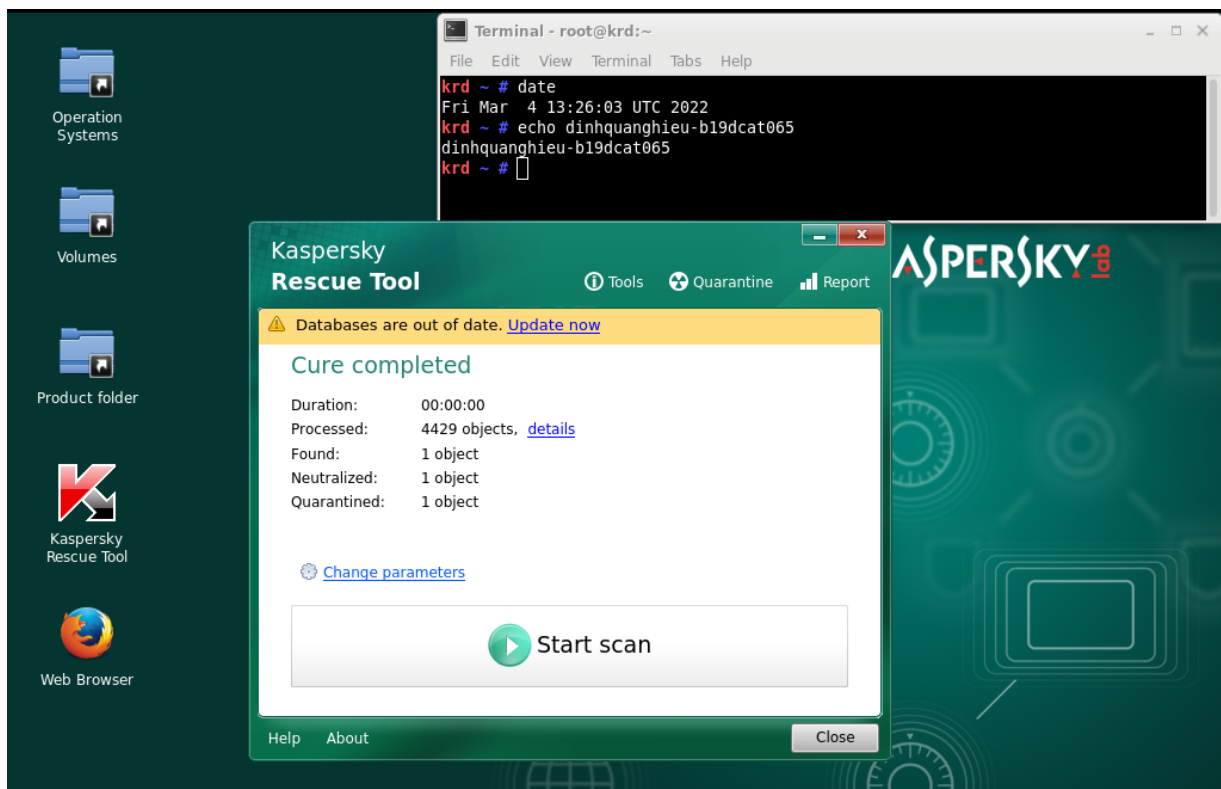 Operation
Systems
Volumes
Product folder
Kaspersky
Rescue Tool
Web Browser
Terminal - root@krd:~
File Edit View Terminal Tabs Help
krd ~ # date
Fri Mar  4 13:26:03 UTC 2022
krd ~ # echo dinhquanghieu-b19dcat065
dinhquanghieu-b19dcat065
krd ~ #
ASPERSKY lab
Kaspersky
Rescue Tool
Tools Quarantine Report
Databases are out of date. Update now
Cure completed
Duration: 00:00:00
Processed: 4429 objects, details
Found: 1 object
Neutralized: 1 object
Quarantined: 1 object
Change parameters
Start scan
Help About Close